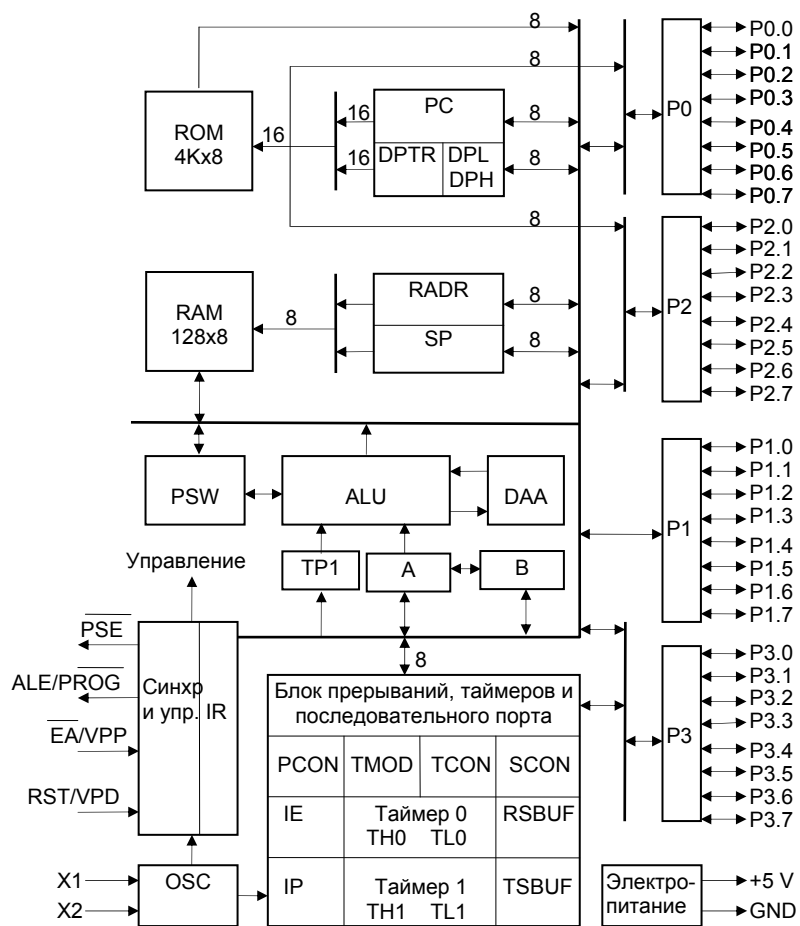 8
8
ROM
4Kx8
16
16
16
PC
DPTR
DPL
DPH
8
8
P0
P0.0
P0.1
P0.2
P0.3
P0.4
P0.5
P0.6
P0.7
8
RAM
128x8
8
RADR
SP
8
8
P2
P2.0
P2.1
P2.2
P2.3
P2.4
P2.5
P2.6
P2.7
PSW
ALU
DAA
TP1
A
B
P1
P1.0
P1.1
P1.2
P1.3
P1.4
P1.5
P1.6
P1.7
Управление
PSE
ALE/PROG
EA/VPP
RST/VPD
Синхр
и упр.
IR
8
Блок прерываний, таймеров и
последовательного порта
PCON
TMOD
TCON
SCON
IE
Таймер 0
TH0 TL0
RSBUF
IP
Таймер 1
TH1 TL1
TSBUF
P3
P3.0
P3.1
P3.2
P3.3
P3.4
P3.5
P3.6
P3.7
X1
X2
OSC
Электро-
питание
+5 V
GND